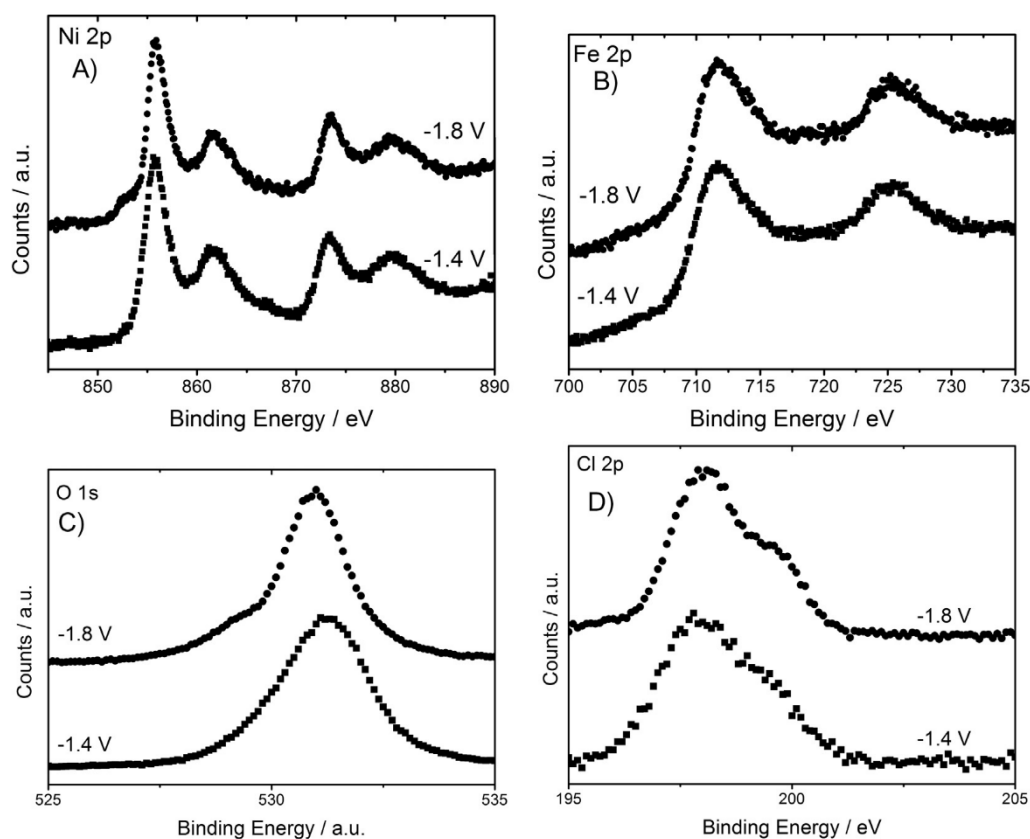 Ni 2p
A)
-1.8 V
-1.4 V
Counts / a.u.
850 860 870 880 890
Binding Energy / eV
Fe 2p
B)
-1.8 V
-1.4 V
Counts / a.u.
700 705 710 715 720 725 730 735
Binding Energy / eV
O 1s
C)
-1.8 V
-1.4 V
Counts / a.u.
525 530 535
Binding Energy / a.u.
Cl 2p
D)
-1.8 V
-1.4 V
Counts / a.u.
195 200 205
Binding Energy / eV